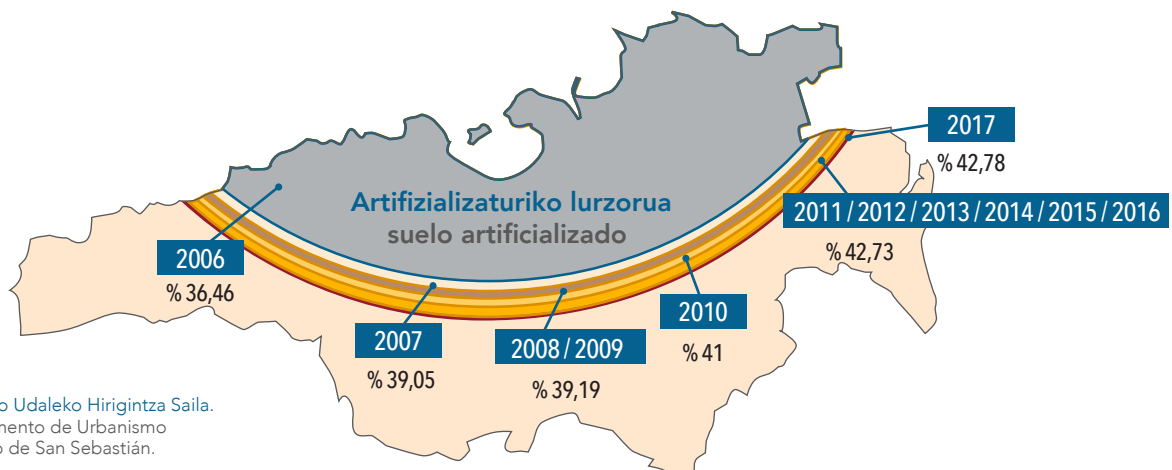 2017
% 42,78
Artifizializaturiko lurzorua
suelo artificializado
2011 / 2012 / 2013 / 2014 / 2015 / 2016
% 42,73
2006
% 36,46
2010
% 41
2007
% 39,05
2008 / 2009
% 39,19
o Udaleko Hirigintza Saila.
mento de Urbanismo
o de San Sebastián.